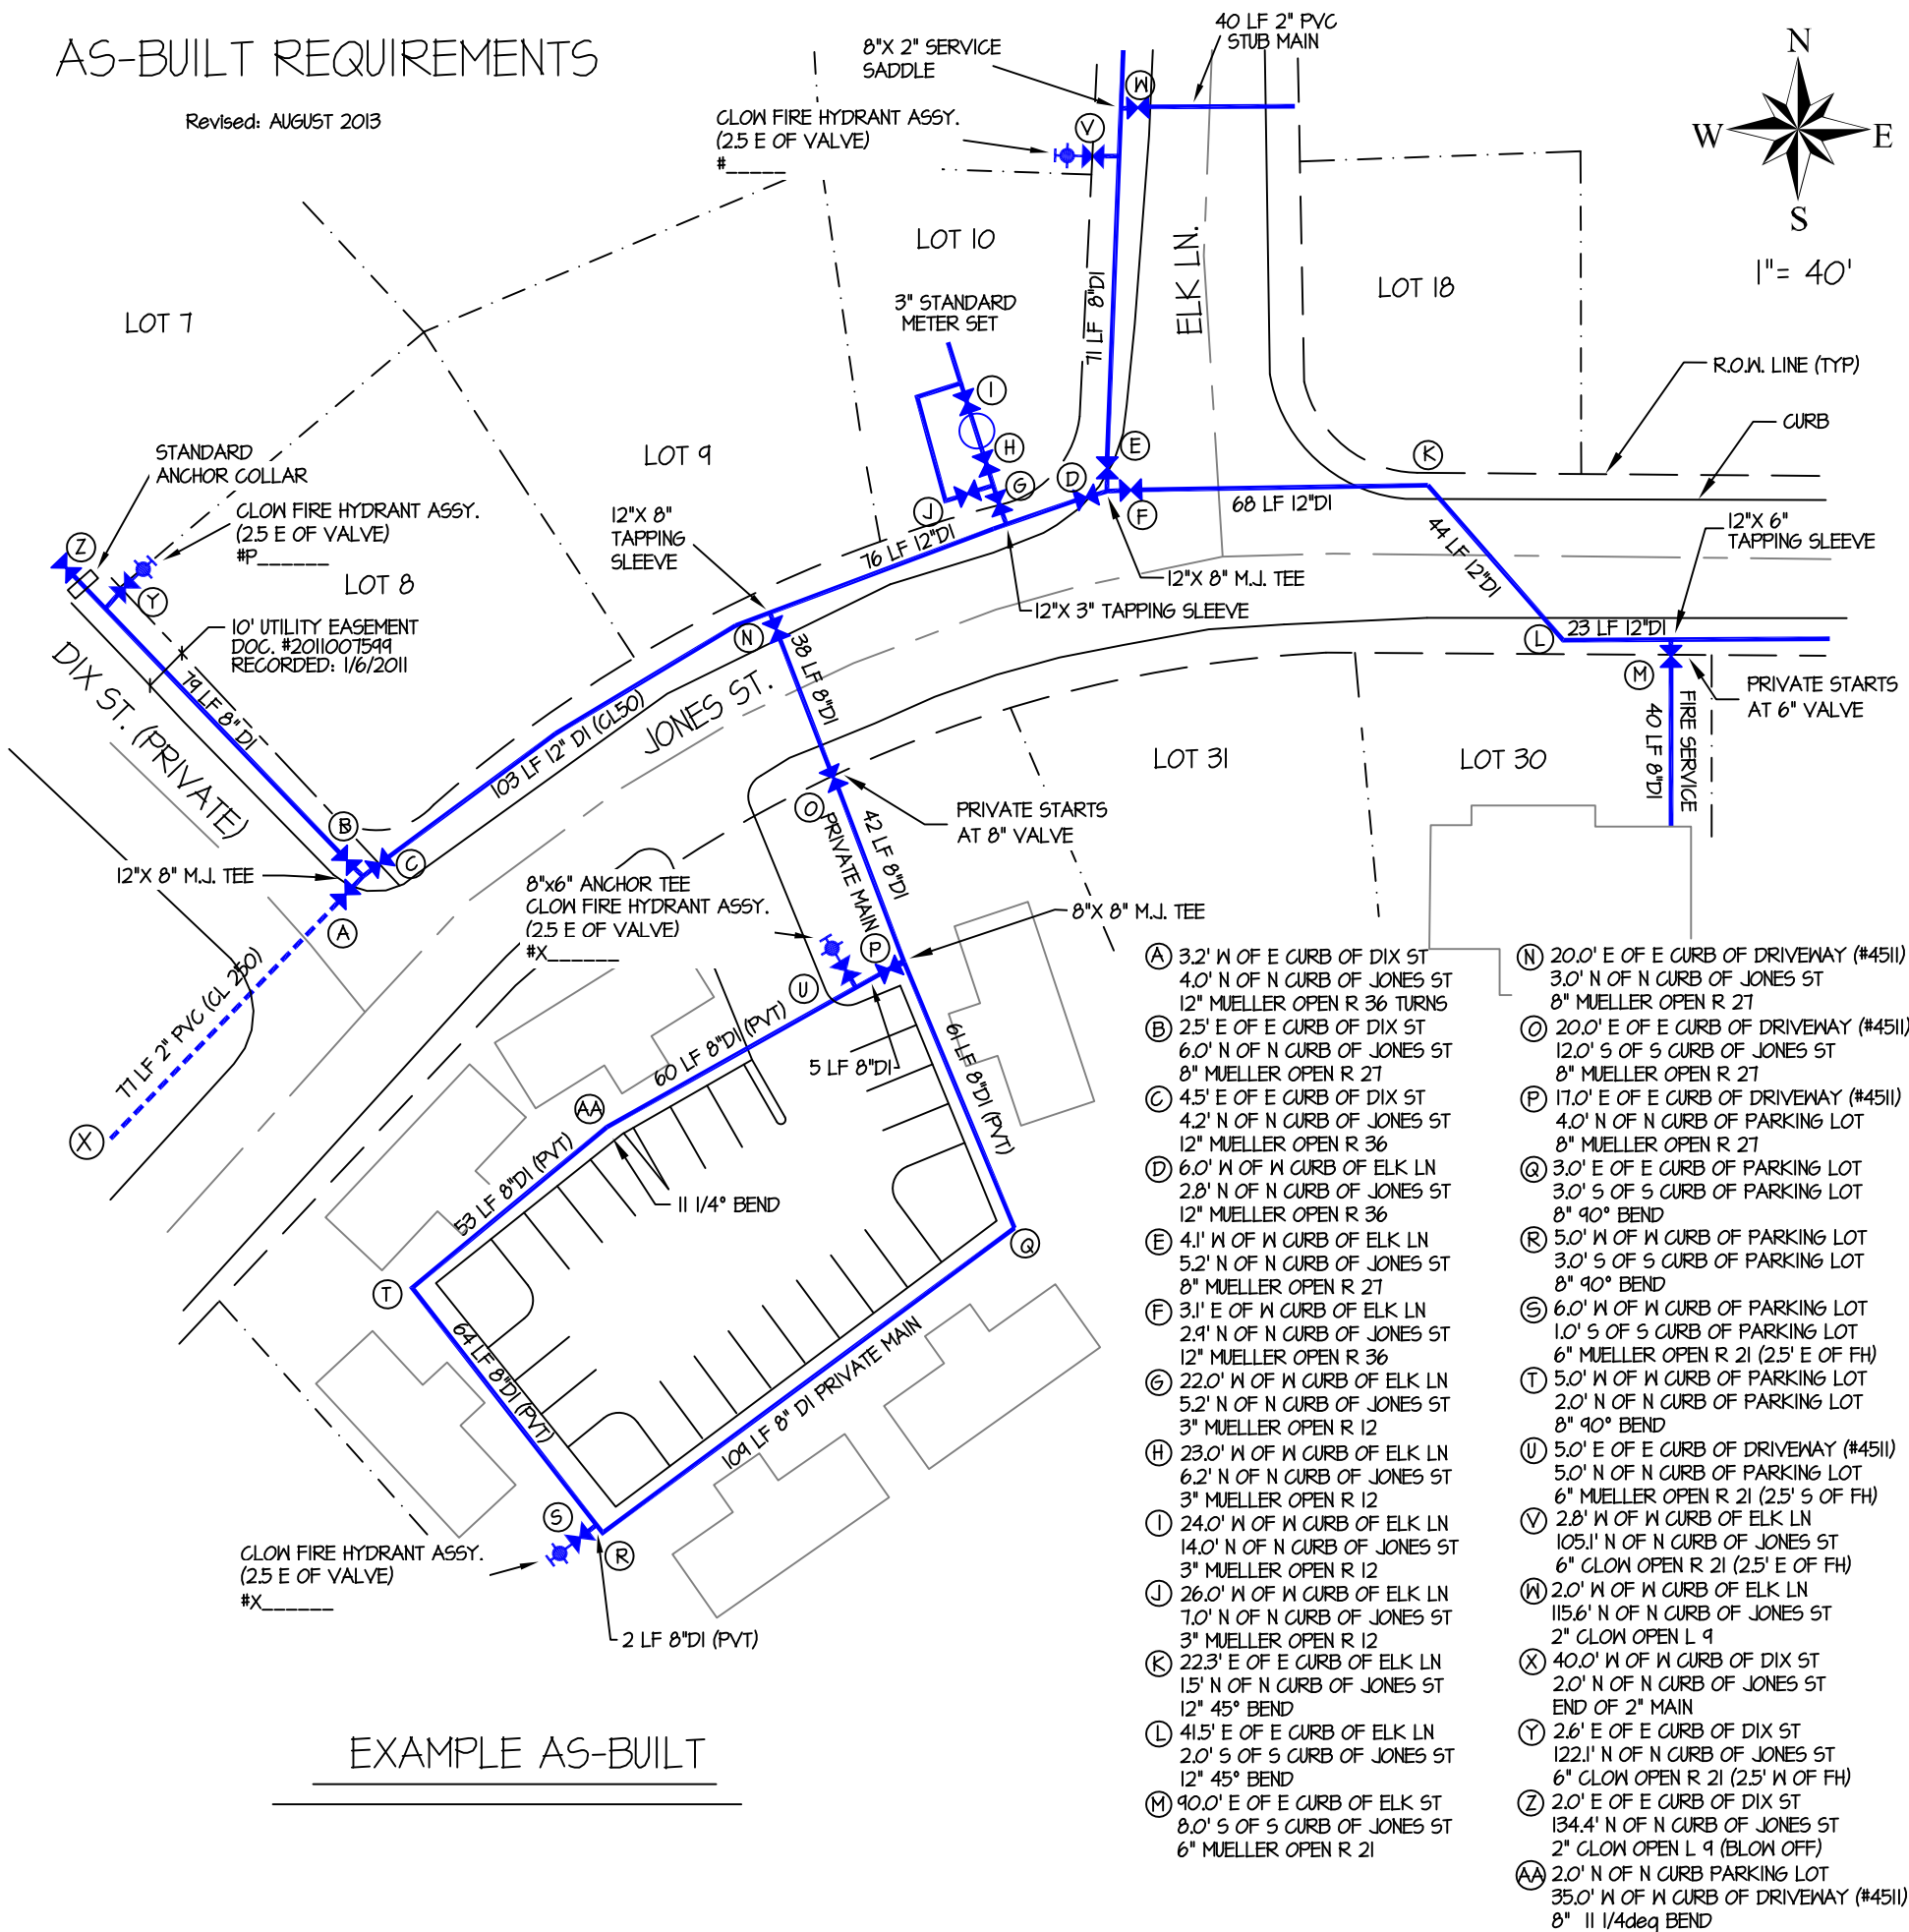 AS-BUILT REQUIREMENTS
Revised: AUGUST 2013
40 LF 2" PVC
STUB MAIN
8"X 2" SERVICE
SADDLE
CLOW FIRE HYDRANT ASSY.
(2.5 E OF VALVE)
#_____
W
V
N
W
E
S
1"= 40'
LOT 7
LOT 10
LOT 18
ELK LN.
71 LF 8"DI
3" STANDARD
METER SET
R.O.W. LINE (TYP)
CURB
LOT 9
STANDARD
ANCHOR COLLAR
CLOW FIRE HYDRANT ASSY.
(2.5 E OF VALVE)
#P______
LOT 8
Z
Y
10' UTILITY EASEMENT
DOC. #2011007599
RECORDED: 1/6/2011
I
H
G
J
D
E
F
K
68 LF 12"DI
44 LF 12"DI
12"X 8"
TAPPING
SLEEVE
76 LF 12"DI
12"X 8" M.J. TEE
12"X 3" TAPPING SLEEVE
12"X 6"
TAPPING SLEEVE
L
23 LF 12"DI
M
PRIVATE STARTS
AT 6" VALVE
40 LF 8"DI
FIRE SERVICE
N
38 LF 8"DI
JONES ST.
103 LF 12" DI (CL50)
DIX ST. (PRIVATE)
79 LF 8" DI
LOT 31
LOT 30
B
C
A
12"X 8" M.J. TEE
O
PRIVATE STARTS
AT 8" VALVE
PRIVATE MAIN
42 LF 8"DI
8"x6" ANCHOR TEE
CLOW FIRE HYDRANT ASSY.
(2.5 E OF VALVE)
#X______
P
8"X 8" M.J. TEE
U
77 LF 2" PVC (CL 250)
X
60 LF 8"DI (PVT)
5 LF 8"DI
61 LF 8"DI (PVT)
AA
53 LF 8"DI (PVT)
11 1/4° BEND
Q
T
64 LF 8"DI (PVT)
109 LF 8" DI PRIVATE MAIN
S
R
CLOW FIRE HYDRANT ASSY.
(2.5 E OF VALVE)
#X______
2 LF 8"DI (PVT)
EXAMPLE AS-BUILT
A 3.2' W OF E CURB OF DIX ST
4.0' N OF N CURB OF JONES ST
12" MUELLER OPEN R 36 TURNS
B 2.5' E OF E CURB OF DIX ST
6.0' N OF N CURB OF JONES ST
8" MUELLER OPEN R 27
C 4.5' E OF E CURB OF DIX ST
4.2' N OF N CURB OF JONES ST
12" MUELLER OPEN R 36
D 6.0' W OF W CURB OF ELK LN
2.8' N OF N CURB OF JONES ST
12" MUELLER OPEN R 36
E 4.1' W OF W CURB OF ELK LN
5.2' N OF N CURB OF JONES ST
8" MUELLER OPEN R 27
F 3.1' E OF W CURB OF ELK LN
2.9' N OF N CURB OF JONES ST
12" MUELLER OPEN R 36
G 22.0' W OF W CURB OF ELK LN
5.2' N OF N CURB OF JONES ST
3" MUELLER OPEN R 12
H 23.0' W OF W CURB OF ELK LN
6.2' N OF N CURB OF JONES ST
3" MUELLER OPEN R 12
I 24.0' W OF W CURB OF ELK LN
14.0' N OF N CURB OF JONES ST
3" MUELLER OPEN R 12
J 26.0' W OF W CURB OF ELK LN
7.0' N OF N CURB OF JONES ST
3" MUELLER OPEN R 12
K 22.3' E OF E CURB OF ELK LN
1.5' N OF N CURB OF JONES ST
12" 45° BEND
L 41.5' E OF E CURB OF ELK LN
2.0' S OF S CURB OF JONES ST
12" 45° BEND
M 90.0' E OF E CURB OF ELK ST
8.0' S OF S CURB OF JONES ST
6" MUELLER OPEN R 21
N 20.0' E OF E CURB OF DRIVEWAY (#4511)
3.0' N OF N CURB OF JONES ST
8" MUELLER OPEN R 27
O 20.0' E OF E CURB OF DRIVEWAY (#4511)
12.0' S OF S CURB OF JONES ST
8" MUELLER OPEN R 27
P 17.0' E OF E CURB OF DRIVEWAY (#4511)
4.0' N OF N CURB OF PARKING LOT
8" MUELLER OPEN R 27
Q 3.0' E OF E CURB OF PARKING LOT
3.0' S OF S CURB OF PARKING LOT
8" 90° BEND
R 5.0' W OF W CURB OF PARKING LOT
3.0' S OF S CURB OF PARKING LOT
8" 90° BEND
S 6.0' W OF W CURB OF PARKING LOT
1.0' S OF S CURB OF PARKING LOT
6" MUELLER OPEN R 21 (2.5' E OF FH)
T 5.0' W OF W CURB OF PARKING LOT
2.0' N OF N CURB OF PARKING LOT
8" 90° BEND
U 5.0' E OF E CURB OF DRIVEWAY (#4511)
5.0' N OF N CURB OF PARKING LOT
6" MUELLER OPEN R 21 (2.5' S OF FH)
V 2.8' W OF W CURB OF ELK LN
105.1' N OF N CURB OF JONES ST
6" CLOW OPEN R 21 (2.5' E OF FH)
W 2.0' W OF W CURB OF ELK LN
115.6' N OF N CURB OF JONES ST
2" CLOW OPEN L 9
X 40.0' W OF W CURB OF DIX ST
2.0' N OF N CURB OF JONES ST
END OF 2" MAIN
Y 2.6' E OF E CURB OF DIX ST
122.1' N OF N CURB OF JONES ST
6" CLOW OPEN R 21 (2.5' W OF FH)
Z 2.0' E OF E CURB OF DIX ST
134.4' N OF N CURB OF JONES ST
2" CLOW OPEN L 9 (BLOW OFF)
AA 2.0' N OF N CURB PARKING LOT
35.0' W OF W CURB OF DRIVEWAY (#4511)
8" 11 1/4deg BEND